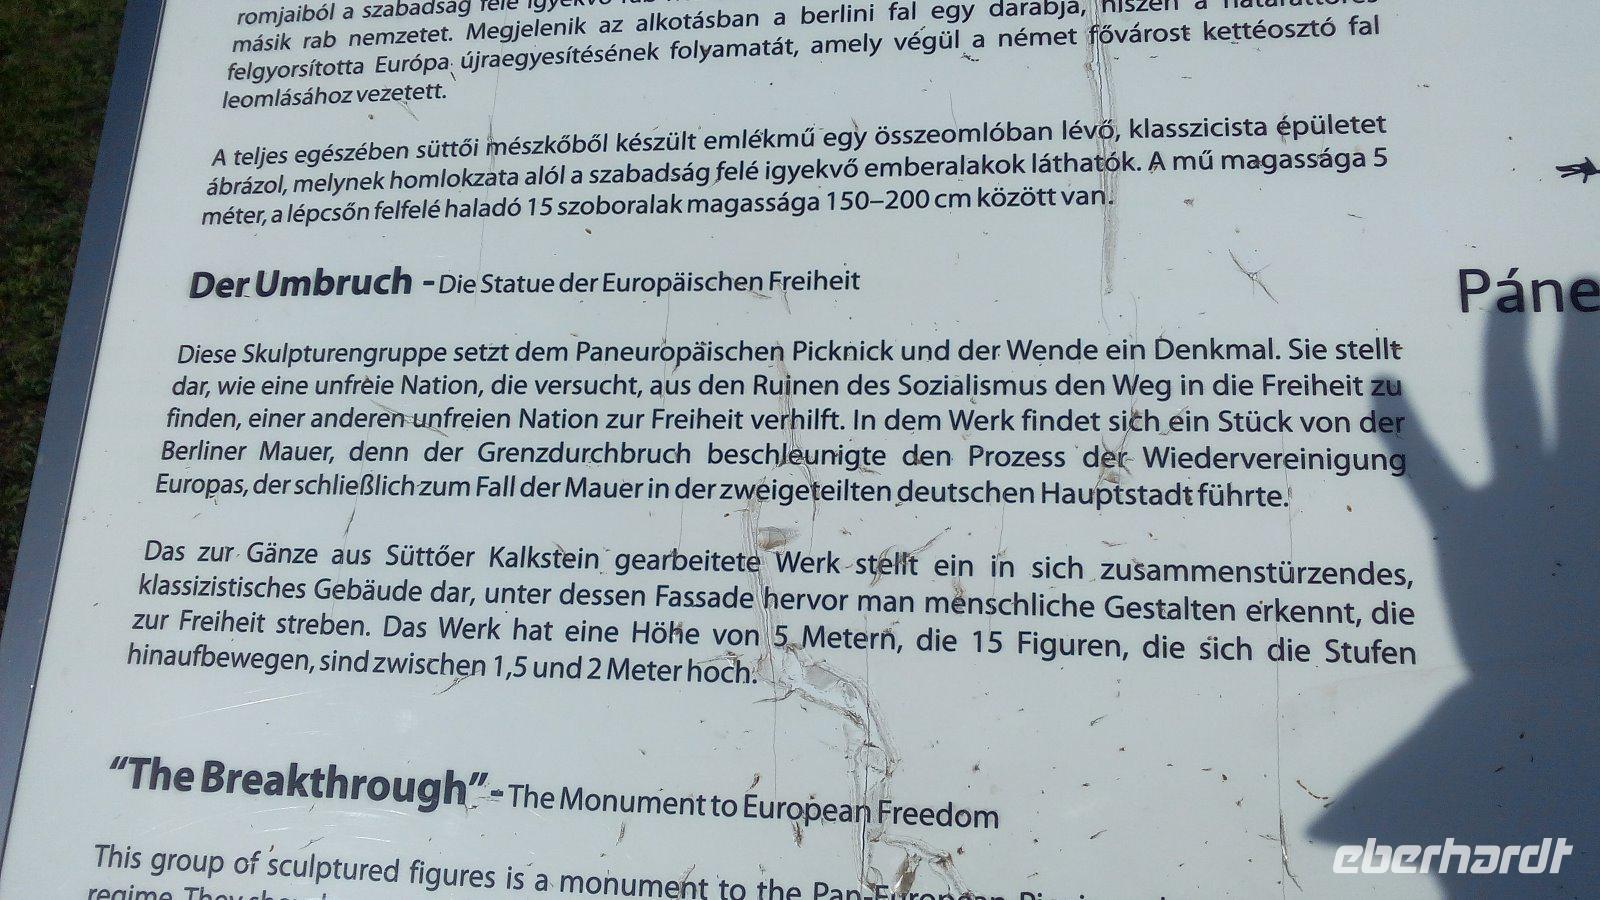 romjaiból a szabadság felé
másik rab nemzetet. Megjelenik az alkotásban a berlini fal egy darabja, hiszen a
felgyorsította Európa újraegyesítésének folyamatát, amely végül a német fővárost kettéosztó fal
leomlásához vezetett.
A teljes egészében süttői mészkőből készült emlékmű egy összeomlóban lévő, klasszicista épületet
ábrázol, melynek homlokzata alól a szabadság felé igyekvő emberalakok láthatók. A mű magassága 5
méter, a lépcsőn felfelé haladó 15 szoboralak magassága 150–200 cm között van.
Der Umbruch - Die Statue der Europäischen Freiheit
Diese Skulpturengruppe setzt dem Paneuropäischen Picknick und der Wende ein Denkmal. Sie stellt
dar, wie eine unfreie Nation, die versucht, aus den Ruinen des Sozialismus den Weg in die Freiheit zu
finden, einer anderen unfreien Nation zur Freiheit verhilft. In dem Werk findet sich ein Stück von der
Berliner Mauer, denn der Grenzdurchbruch beschleunigte den Prozess der Wiedervereinigung
Europas, der schließlich zum Fall der Mauer in der zweigeteilten deutschen Hauptstadt führte.
Das zur Gänze aus Süttőer Kalkstein gearbeitete Werk stellt ein in sich zusammenstürzendes,
klassizistisches Gebäude dar, unter dessen Fassade hervor man menschliche Gestalten erkennt, die
zur Freiheit streben. Das Werk hat eine Höhe von 5 Metern, die 15 Figuren, die sich die Stufen
hinaufbewegen, sind zwischen 1,5 und 2 Meter hoch.
"The Breakthrough" - The Monument to European Freedom
This group of sculptured figures is a monument to the Pan-European
regime. They
Páne
eberhardt